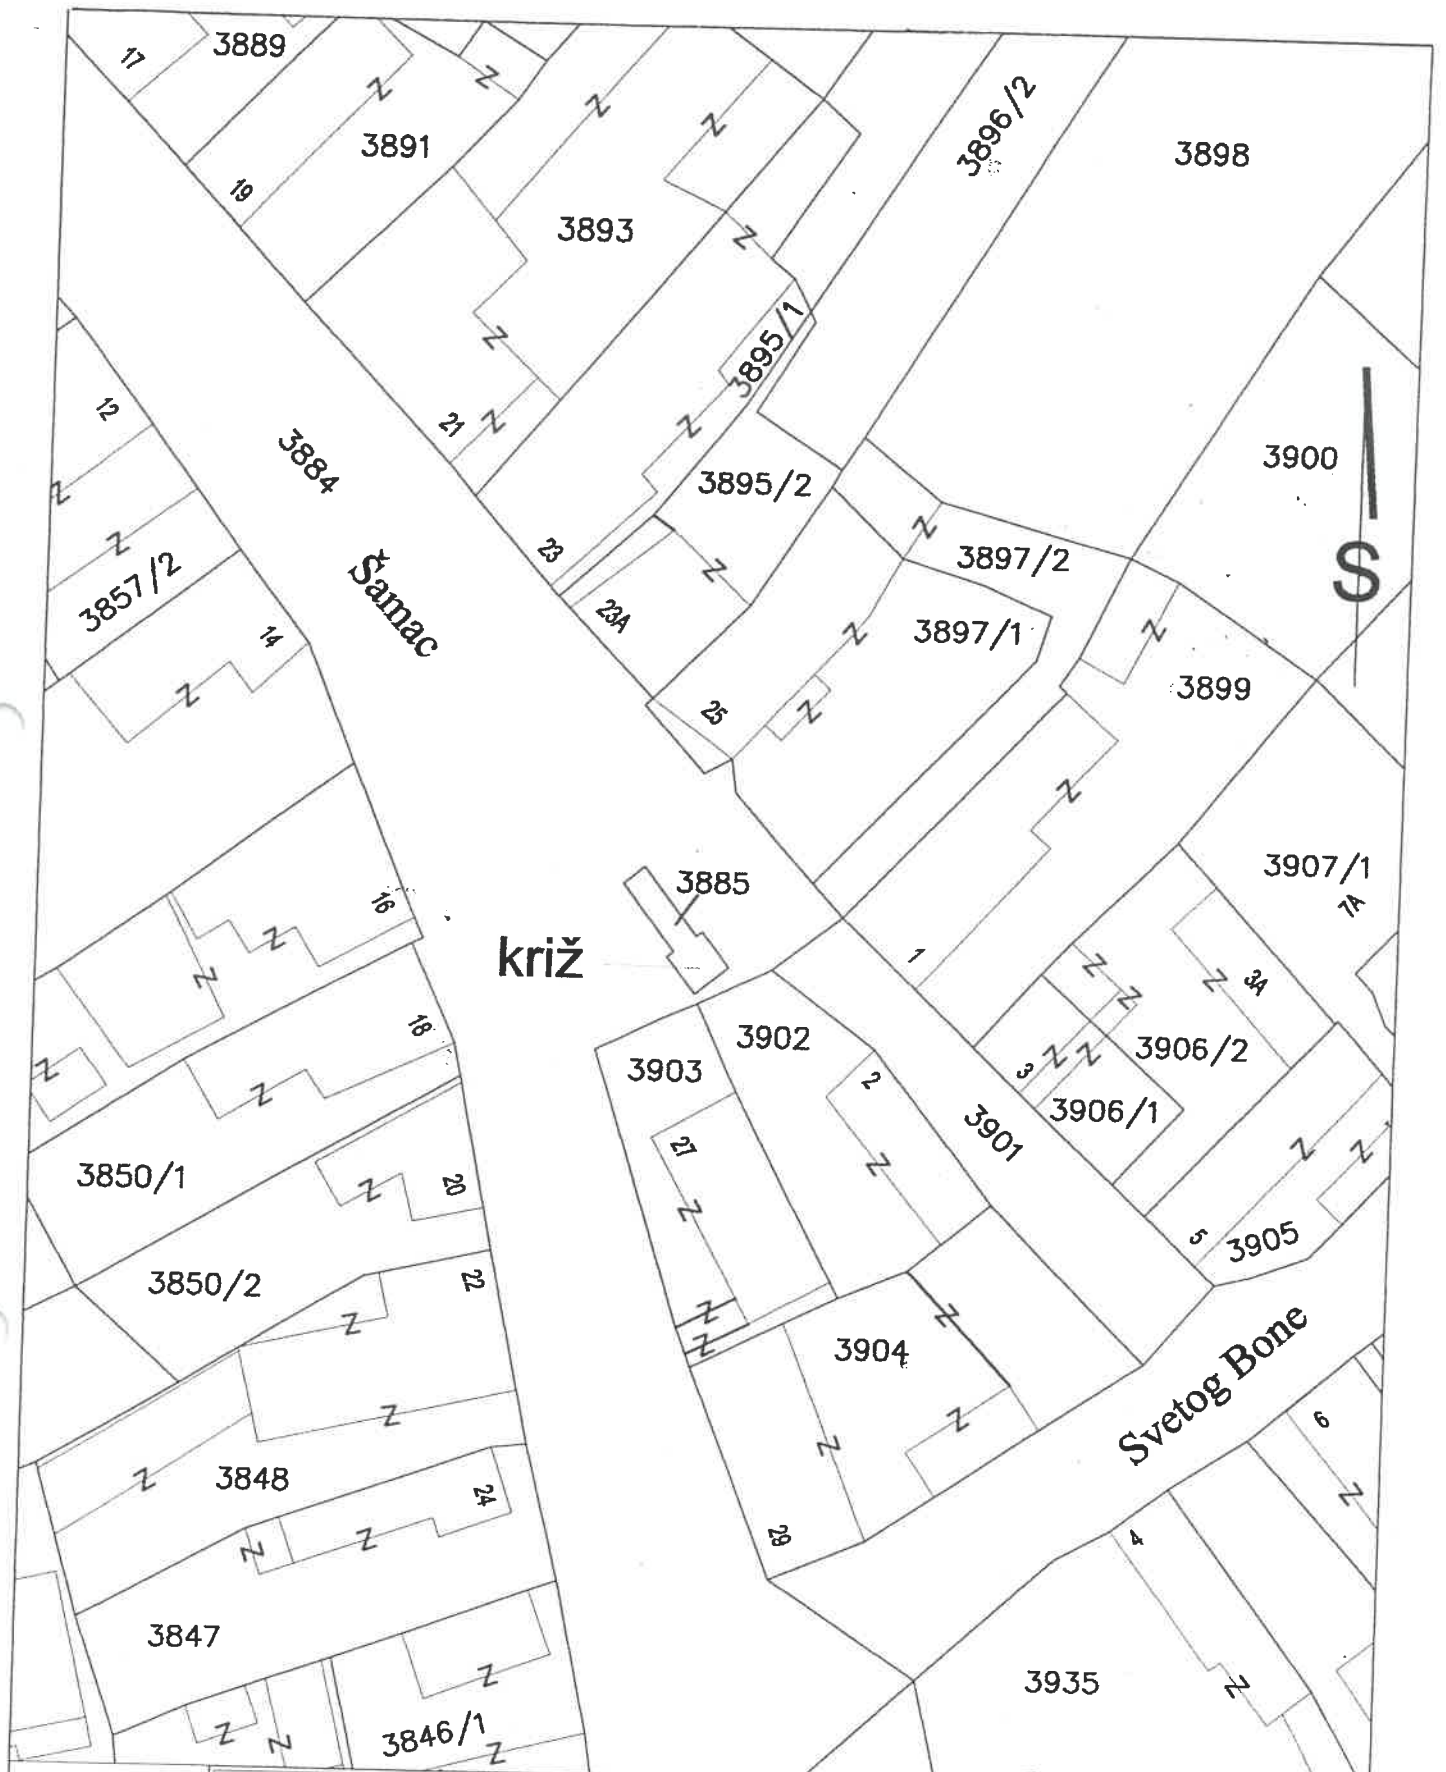 17
3889
Z
Z
3891
19
Z
Z
3893
Z
3896/2
3898
3895/1
Z
21
Z
12
3884
Z
Z
3857/2
14
Z
Šamac
23
3895/2
Z
23A
Z
3897/2
3897/1
Z
25
Z
3900
S
Z
3899
Z
3885
križ
16
Z
Z
18
Z
Z
3907/1
7A
1
Z
Z
Z
3A
3906/2
3
Z
Z
3906/1
3902
3903
2
Z
27
Z
3901
Z
Z
5
3905
3850/1
Z
20
3850/2
22
Z
Z
Z
Z
3904
Z
Z
Z
29
Svetog Bone
3848
Z
24
Z
Z
3847
Z
Z
Z
3846/1
Z
6
Z
4
Z
3935